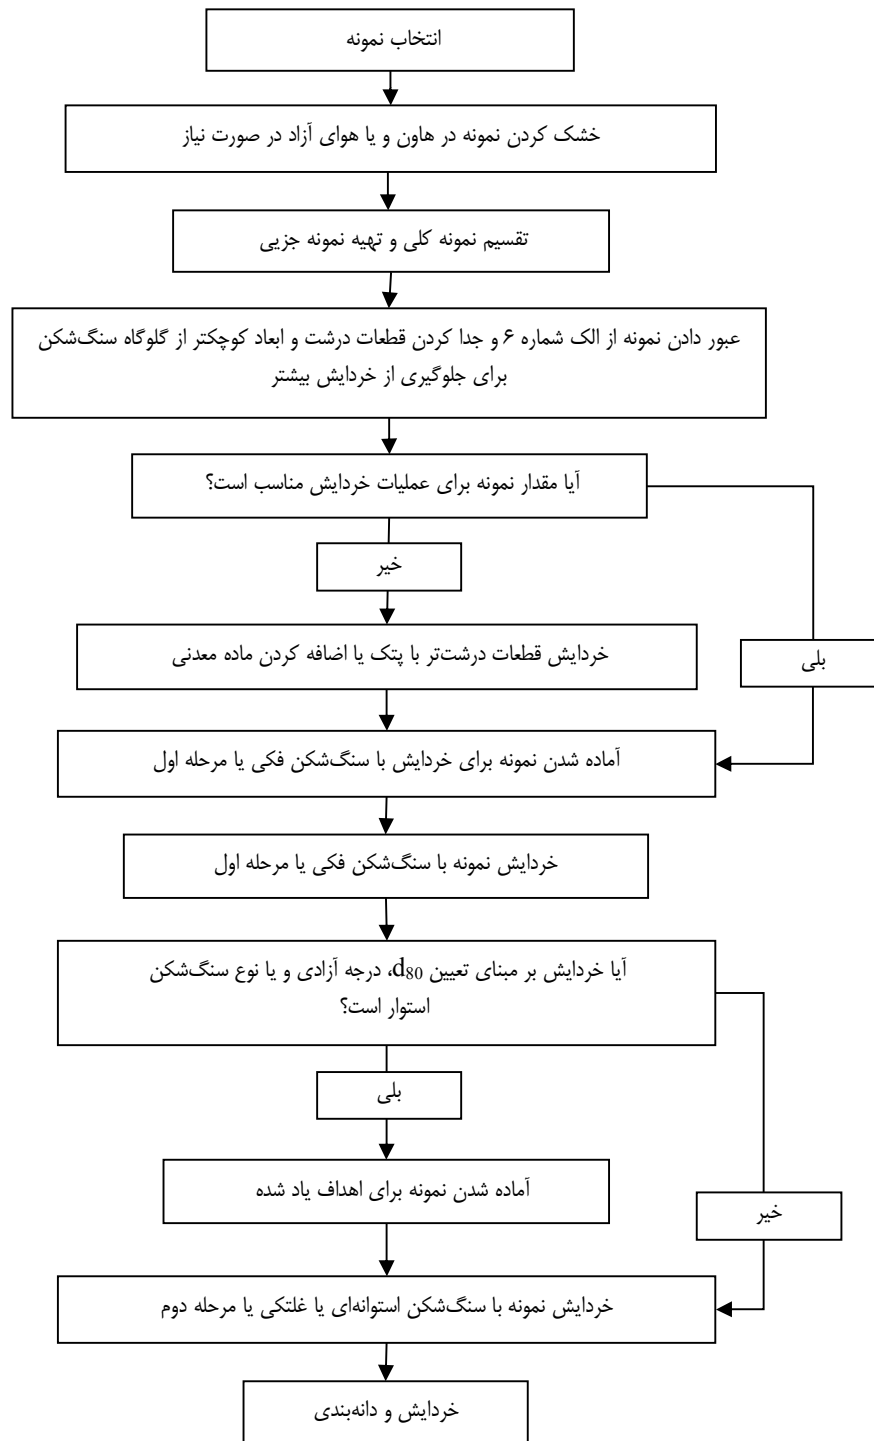 انتخاب نمونه
خشک کردن نمونه در هاون و یا هوای آزاد در صورت نیاز
تقسیم نمونه کلی و تهیه نمونه جزیی
عبور دادن نمونه از الک شماره ۶ و جدا کردن قطعات درشت و ابعاد کوچکتر از گلوگاه سنگ‌شکن
برای جلوگیری از خردایش بیشتر
آیا مقدار نمونه برای عملیات خردایش مناسب است؟
خیر
خردایش قطعات درشت‌تر با پتک یا اضافه کردن ماده معدنی
بلی
آماده شدن نمونه برای خردایش با سنگ‌شکن فکی یا مرحله اول
خردایش نمونه با سنگ‌شکن فکی یا مرحله اول
آیا خردایش بر مبنای تعیین d80، درجه آزادی و یا نوع سنگ‌شکن
استوار است؟
بلی
آماده شدن نمونه برای اهداف یاد شده
خیر
خردایش نمونه با سنگ‌شکن استوانه‌ای یا غلتکی یا مرحله دوم
خردایش و دانه‌بندی